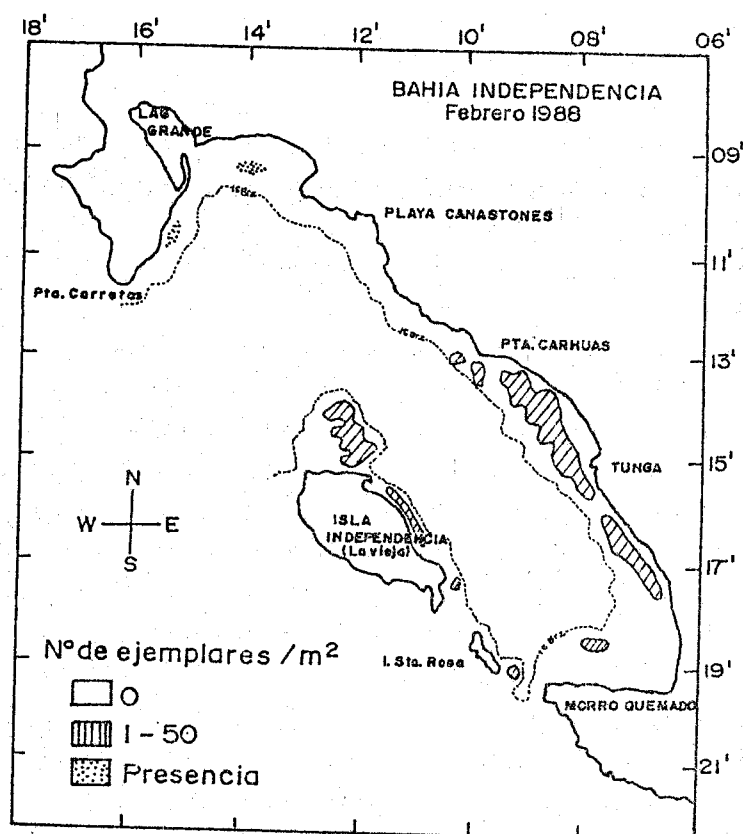 18' 16' 14' 12' 10' 08' 06'
BAHIA INDEPENDENCIA
Febrero 1988
LAG
GRANDE
09'
PLAYA CANASTONES
11'
Pta. Carretas
15 Brz.
PTA. CARHUAS
13'
TUNGA
15'
N
W E
S
ISLA
INDEPENDENCIA
(La vieja)
17'
Nº de ejemplares / m²
I. Sta. Rosa
19'
MORRO QUEMADO
0
1 - 50
Presencia
21'